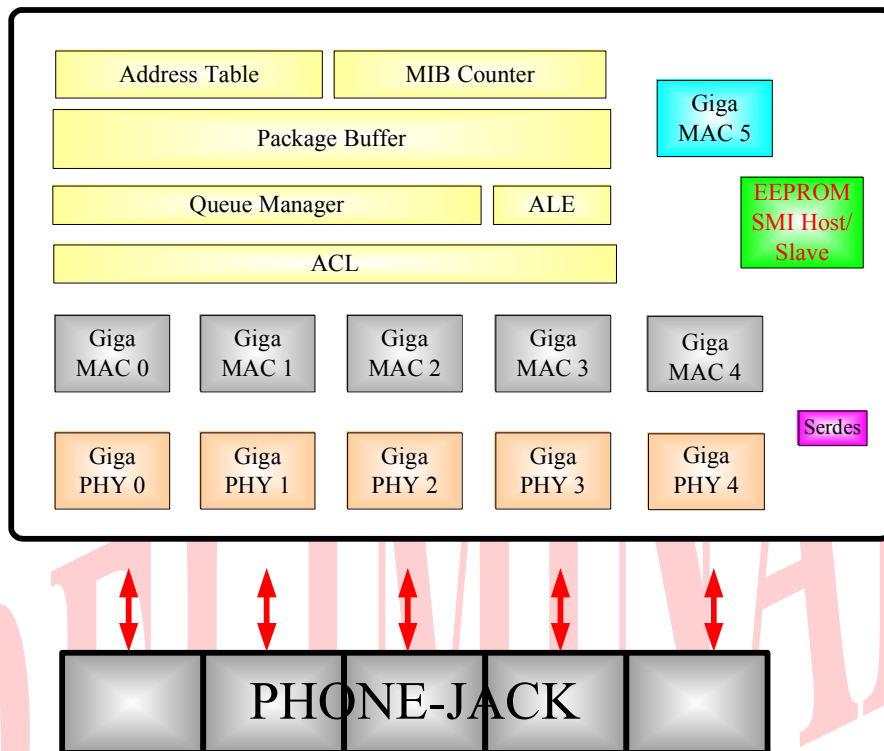 Address Table
MIB Counter
Giga
MAC 5
Package Buffer
EEPROM
SMI Host/
Slave
Queue Manager
ALE
ACL
Giga
MAC 0
Giga
MAC 1
Giga
MAC 2
Giga
MAC 3
Giga
MAC 4
Serdes
Giga
PHY 0
Giga
PHY 1
Giga
PHY 2
Giga
PHY 3
Giga
PHY 4
PHONE-JACK